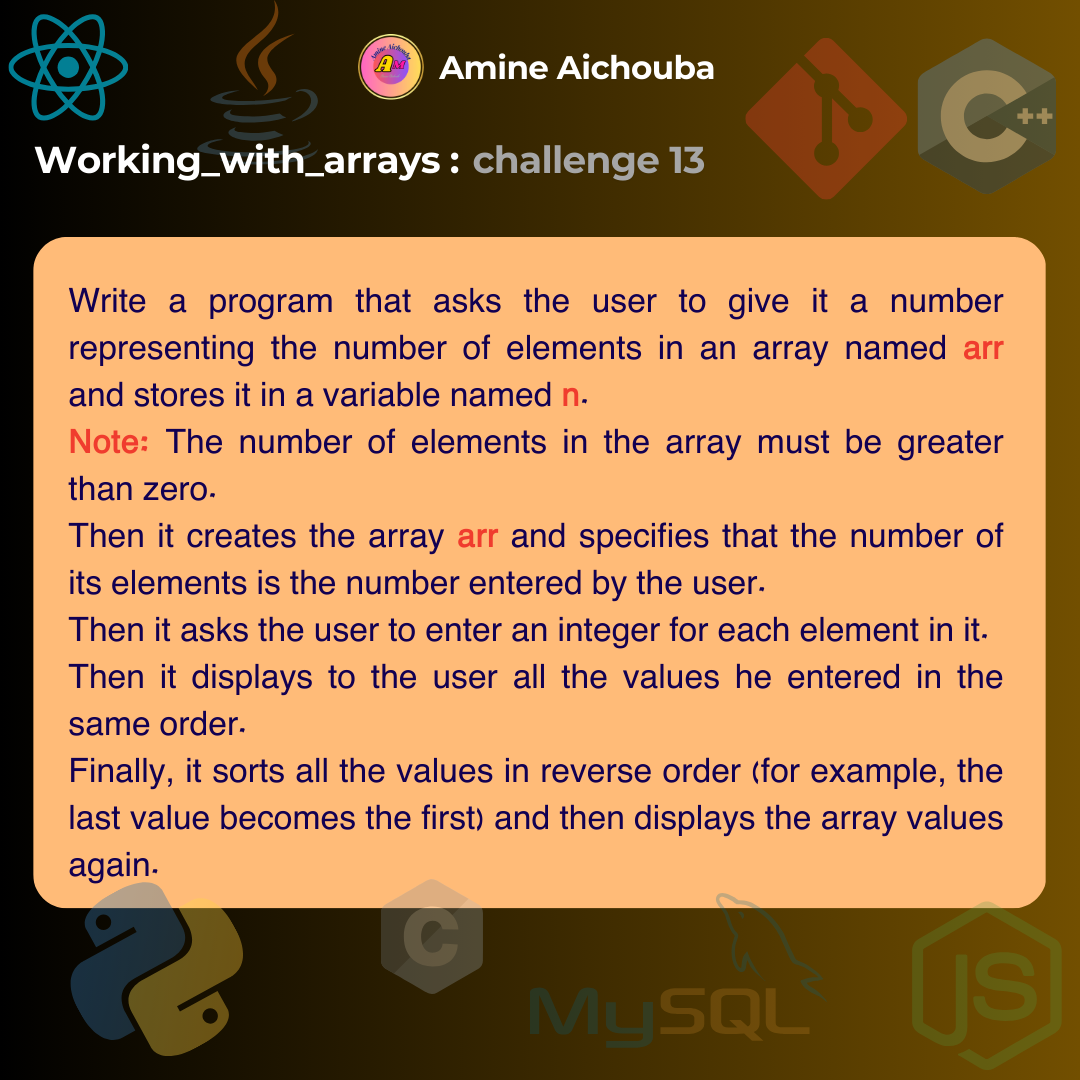 Amine Aichouba
Amine Aichouba
AM
C++
Working_with_arrays : challenge 13
Write a program that asks the user to give it a number
representing the number of elements in an array named arr
and stores it in a variable named n.
Note: The number of elements in the array must be greater
than zero.
Then it creates the array arr and specifies that the number of
its elements is the number entered by the user.
Then it asks the user to enter an integer for each element in it.
Then it displays to the user all the values he entered in the
same order.
Finally, it sorts all the values in reverse order (for example, the
last value becomes the first) and then displays the array values
again.
C
MySQL
JS